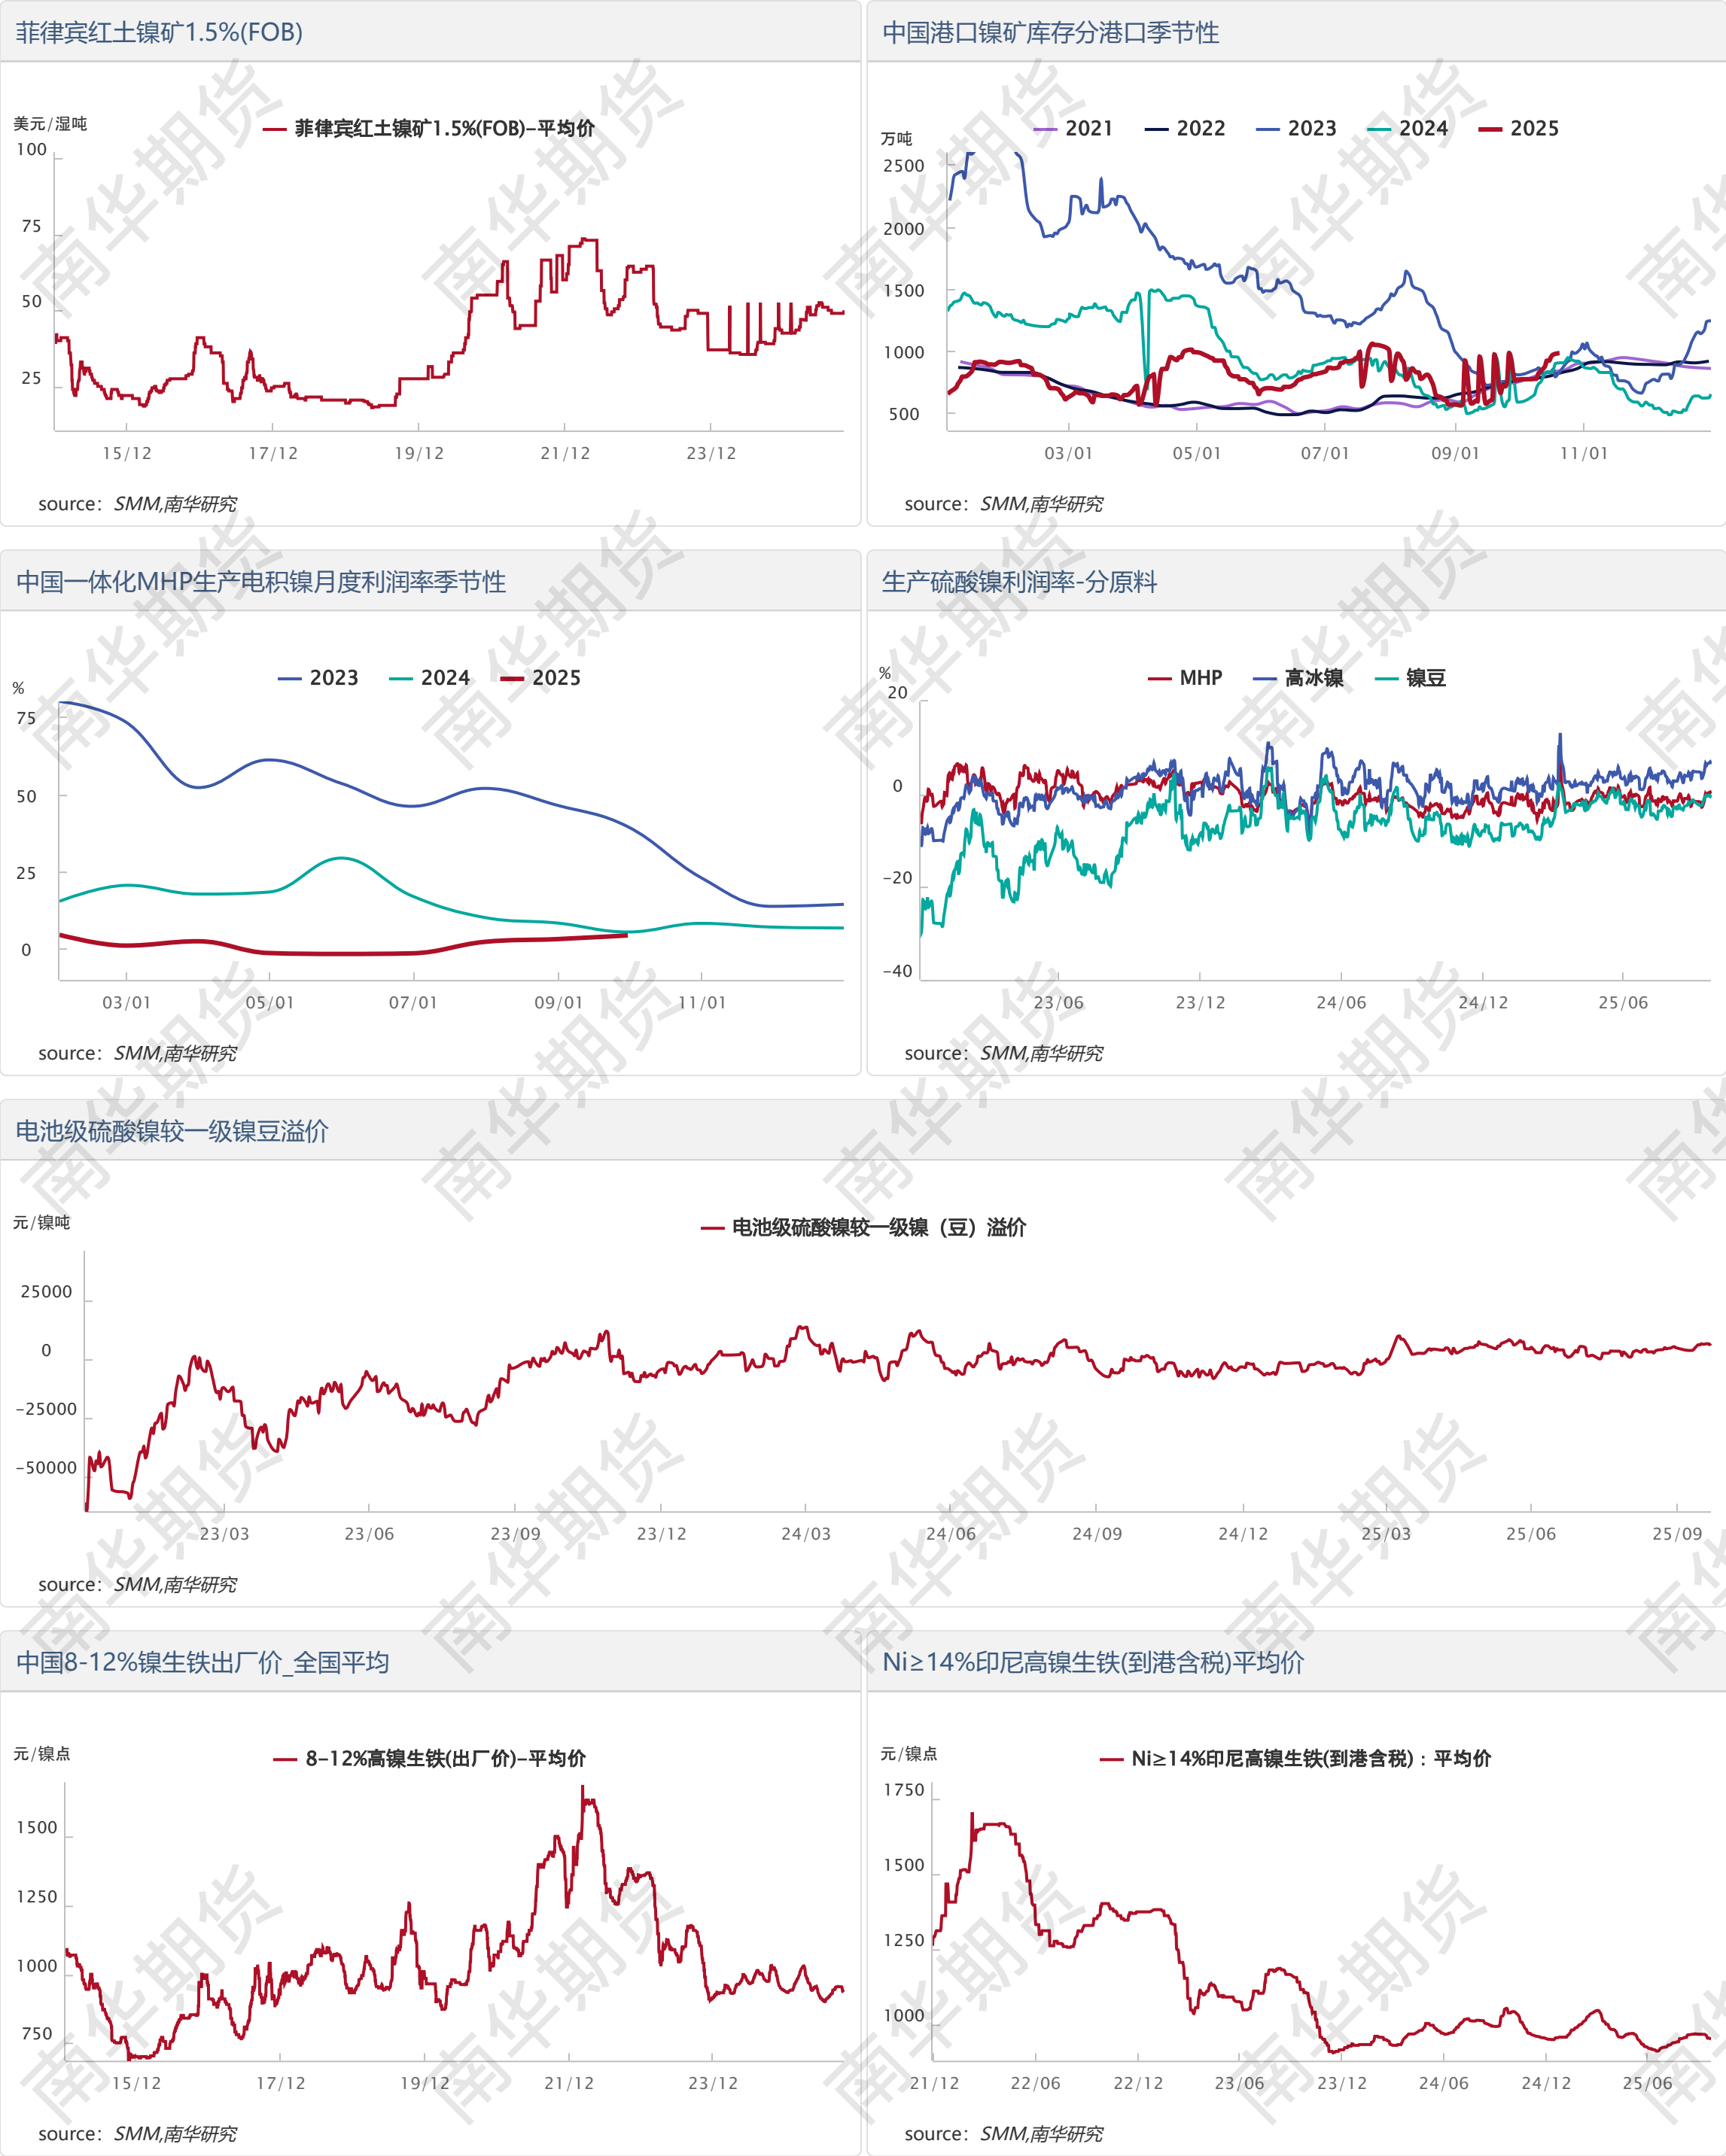 菲律宾红土镍矿1.5%(FOB)
美元/湿吨
菲律宾红土镍矿1.5%(FOB)-平均价
100
75
50
25
15/12 17/12 19/12 21/12 23/12
source: SMM,南华研究
中国港口镍矿库存分港口季节性
万吨
2021 2022 2023 2024 2025
2500
2000
1500
1000
500
03/01 05/01 07/01 09/01 11/01
source: SMM,南华研究
中国一体化MHP生产电积镍月度利润率季节性
%
2023 2024 2025
75
50
25
0
03/01 05/01 07/01 09/01 11/01
source: SMM,南华研究
生产硫酸镍利润率-分原料
%
MHP 高冰镍 镍豆
20
0
-20
-40
23/06 23/12 24/06 24/12 25/06
source: SMM,南华研究
电池级硫酸镍较一级镍豆溢价
元/镍吨
电池级硫酸镍较一级镍（豆）溢价
25000
0
-25000
-50000
23/03 23/06 23/09 23/12 24/03 24/06 24/09 24/12 25/03 25/06 25/09
source: SMM,南华研究
中国8-12%镍生铁出厂价_全国平均
元/镍点
8-12%高镍生铁(出厂价)-平均价
1500
1250
1000
750
15/12 17/12 19/12 21/12 23/12
source: SMM,南华研究
Ni≥14%印尼高镍生铁(到港含税)平均价
元/镍点
Ni≥14%印尼高镍生铁(到港含税)：平均价
1750
1500
1250
1000
21/12 22/06 22/12 23/06 23/12 24/06 24/12 25/06
source: SMM,南华研究
南华期货